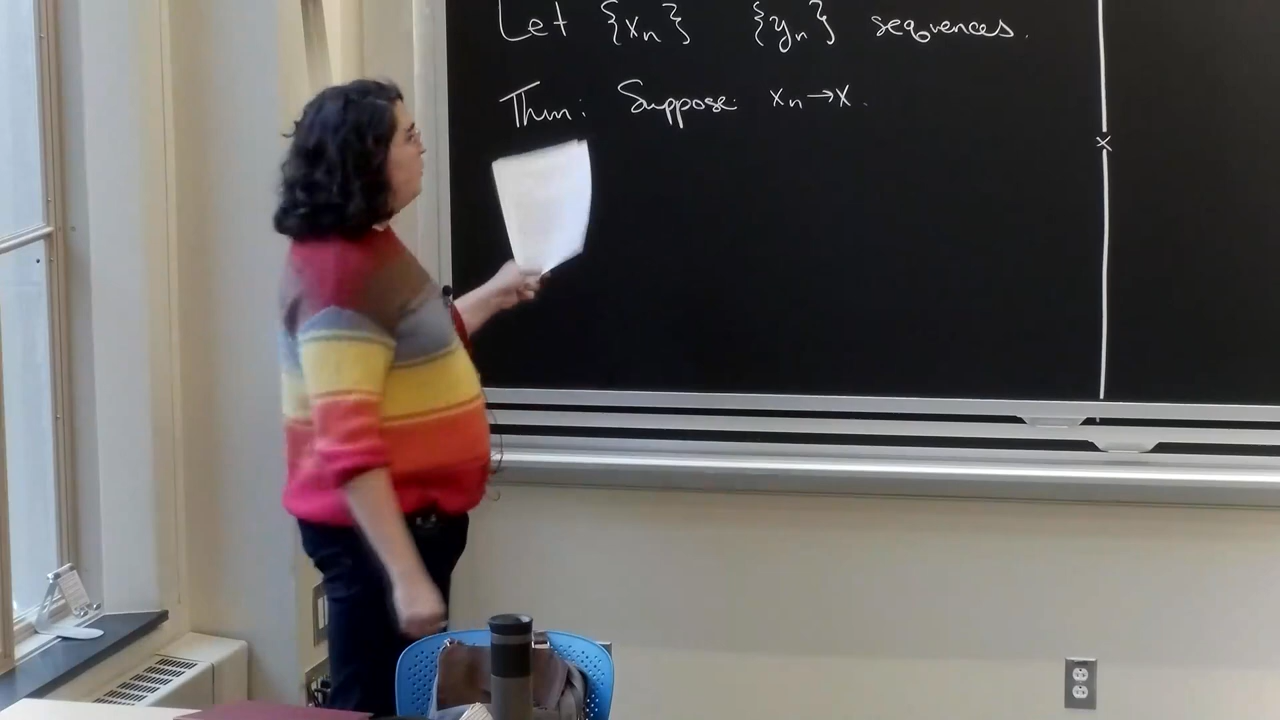 Let {xn} {yn} sequences.
Thm: Suppose xn→x.
x